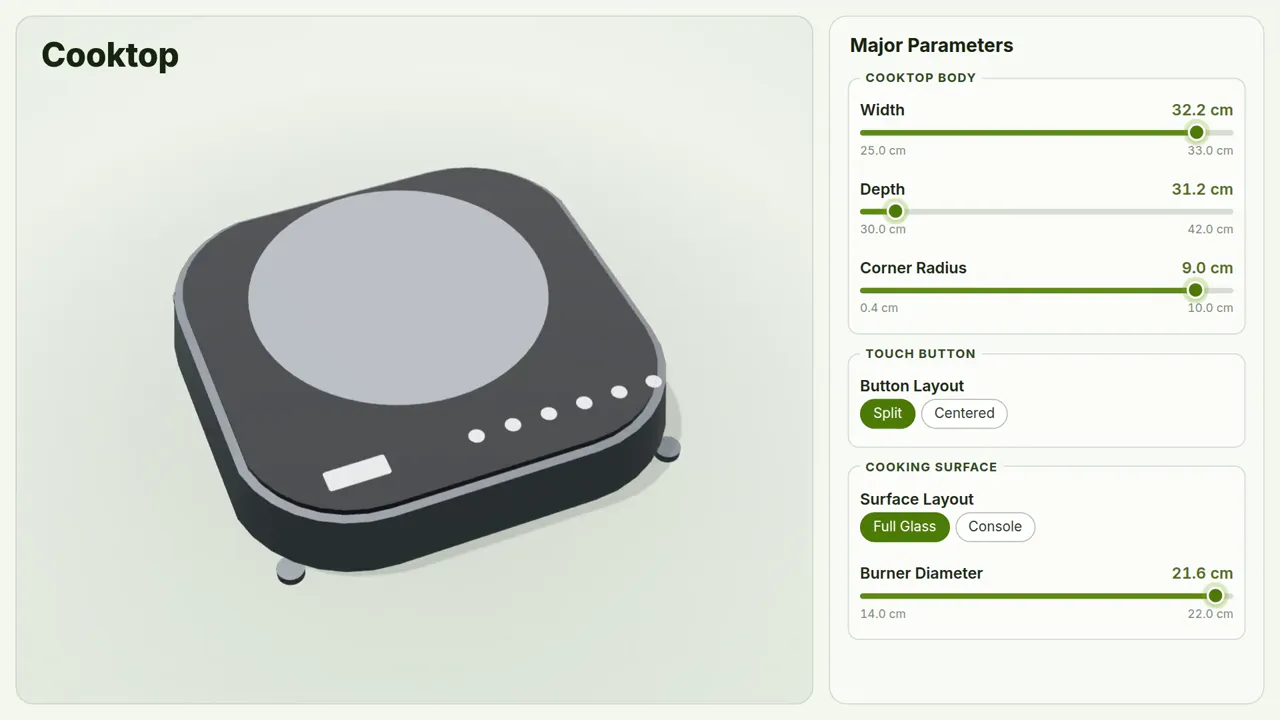 Cooktop
Major Parameters
COOKTOP BODY
Width 32.2 cm
25.0 cm 33.0 cm
Depth 31.2 cm
30.0 cm 42.0 cm
Corner Radius 9.0 cm
0.4 cm 10.0 cm
TOUCH BUTTON
Button Layout
Split Centered
COOKING SURFACE
Surface Layout
Full Glass Console
Burner Diameter 21.6 cm
14.0 cm 22.0 cm